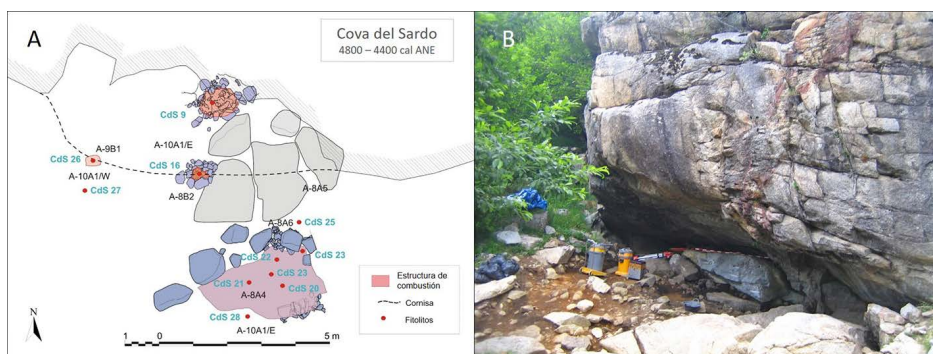 A
Cova del Sardo
4800 – 4400 cal ANE
CdS 9
A-10A1/E
A-9B1
CdS 26
A-10A1/W
CdS 27
CdS 16
A-8B2
A-8A5
A-8A6
CdS 25
CdS 22
CdS 23
CdS 23
CdS 21
CdS 20
A-8A4
CdS 28
A-10A1/E
Estructura de
combustión
Cornisa
Fitolitos
N
1 0 5 m
B